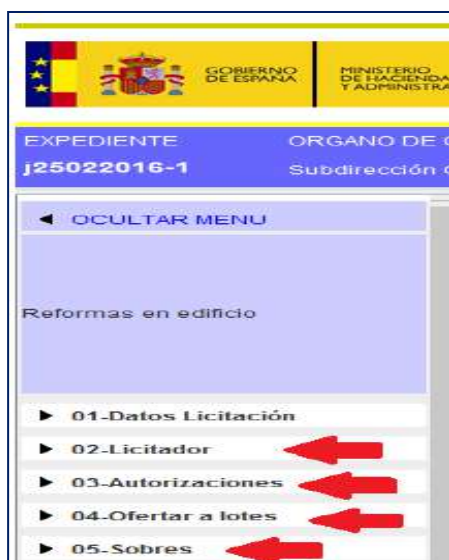 GOBIERNO DE ESPAÑA
MINISTERIO DE HACIENDA Y
EXPEDIENTE ORGANO DE
j25022016-1 Subdirección
◄ OCULTAR MENU
Reformas en edificio
► 01-Datos Licitación
► 02-Licitador
► 03-Autorizaciones
► 04-Ofertar a lotes
► 05-Sobres